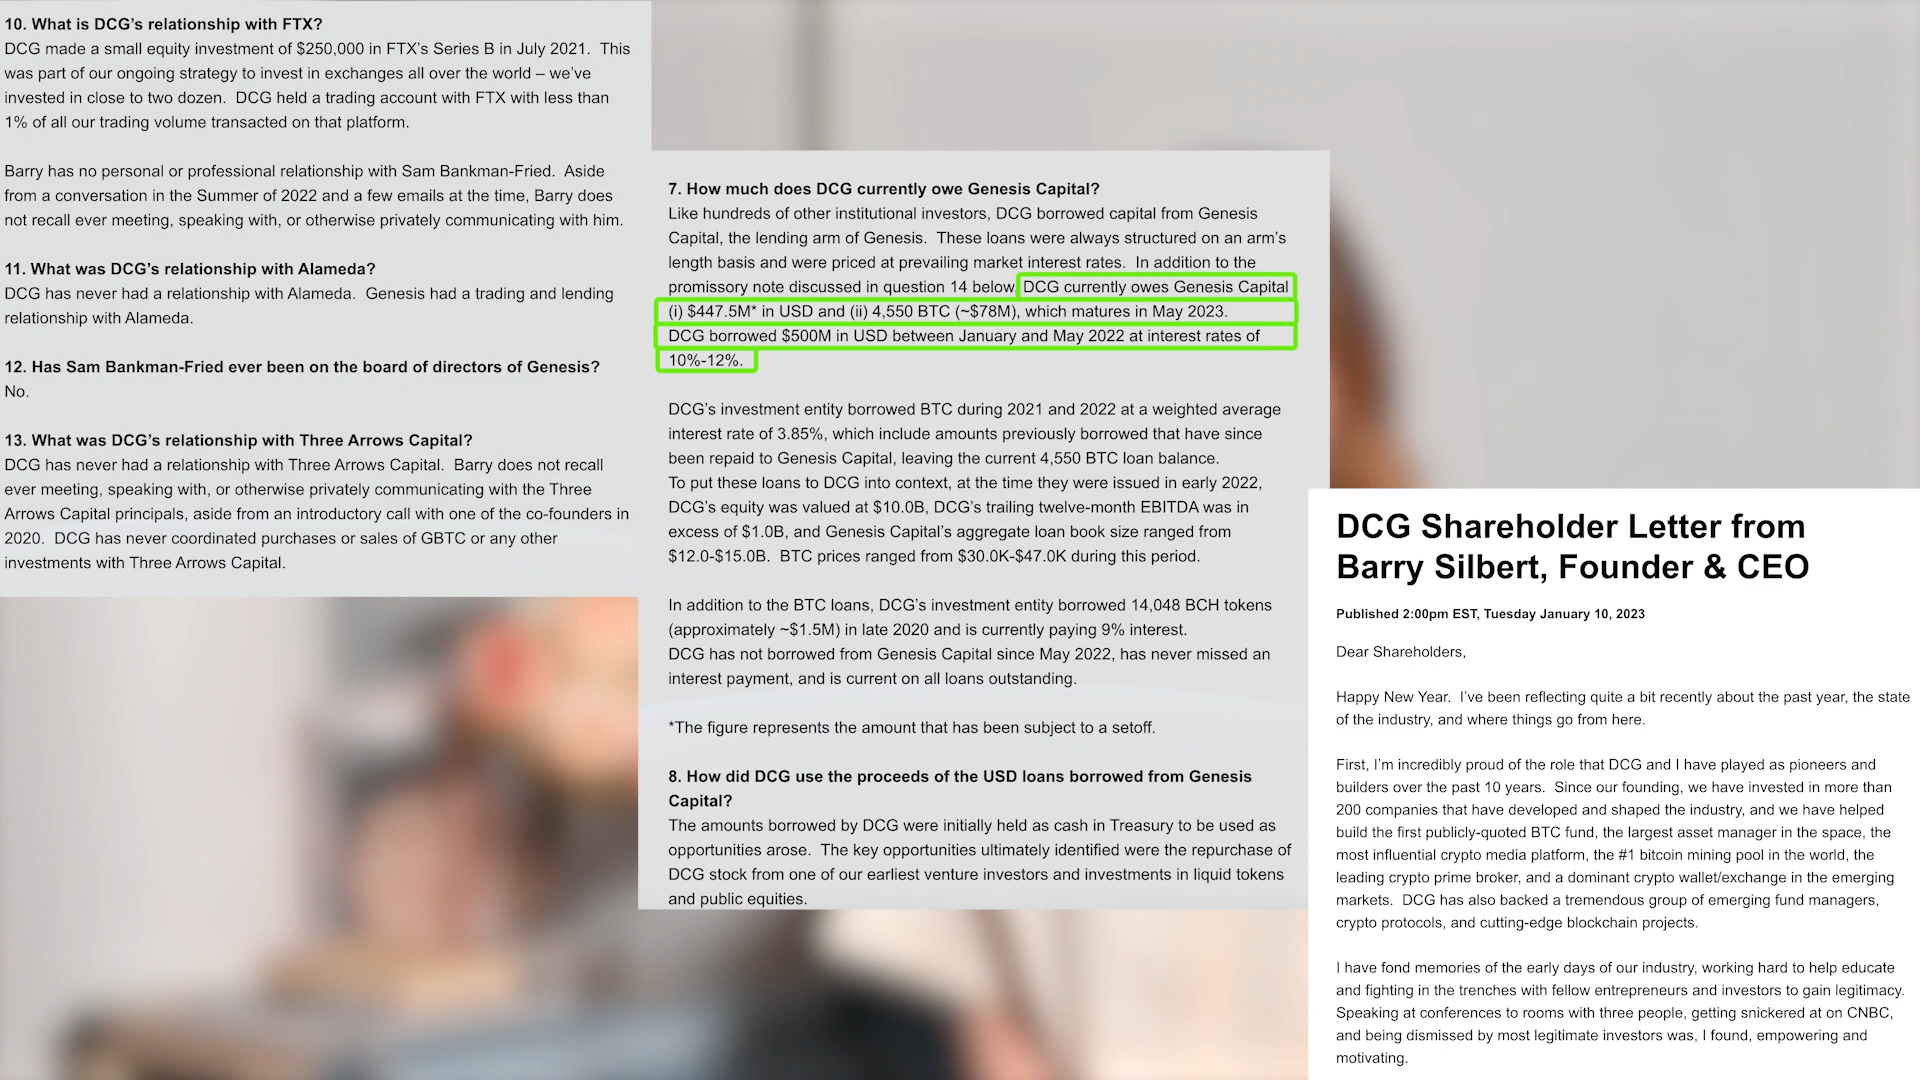 10. What is DCG’s relationship with FTX?
DCG made a small equity investment of $250,000 in FTX’s Series B in July 2021.  This
was part of our ongoing strategy to invest in exchanges all over the world – we’ve
invested in close to two dozen.  DCG held a trading account with FTX with less than
1% of all our trading volume transacted on that platform.
Barry has no personal or professional relationship with Sam Bankman-Fried.  Aside
from a conversation in the Summer of 2022 and a few emails at the time, Barry does
not recall ever meeting, speaking with, or otherwise privately communicating with him.
11. What was DCG’s relationship with Alameda?
DCG has never had a relationship with Alameda.  Genesis had a trading and lending
relationship with Alameda.
12. Has Sam Bankman-Fried ever been on the board of directors of Genesis?
No.
13. What was DCG’s relationship with Three Arrows Capital?
DCG has never had a relationship with Three Arrows Capital.  Barry does not recall
ever meeting, speaking with, or otherwise privately communicating with the Three
Arrows Capital principals, aside from an introductory call with one of the co-founders in
2020.  DCG has never coordinated purchases or sales of GBTC or any other
investments with Three Arrows Capital.
7. How much does DCG currently owe Genesis Capital?
Like hundreds of other institutional investors, DCG borrowed capital from Genesis
Capital, the lending arm of Genesis.  These loans were always structured on an arm’s
length basis and were priced at prevailing market interest rates.  In addition to the
promissory note discussed in question 14 below, DCG currently owes Genesis Capital
(i) $447.5M* in USD and (ii) 4,550 BTC (~$78M), which matures in May 2023.
DCG borrowed $500M in USD between January and May 2022 at interest rates of
10%-12%.
DCG’s investment entity borrowed BTC during 2021 and 2022 at a weighted average
interest rate of 3.85%, which include amounts previously borrowed that have since
been repaid to Genesis Capital, leaving the current 4,550 BTC loan balance.
To put these loans to DCG into context, at the time they were issued in early 2022,
DCG’s equity was valued at $10.0B, DCG’s trailing twelve-month EBITDA was in
excess of $1.0B, and Genesis Capital’s aggregate loan book size ranged from
$12.0-$15.0B.  BTC prices ranged from $30.0K-$47.0K during this period.
In addition to the BTC loans, DCG’s investment entity borrowed 14,048 BCH tokens
(approximately ~$1.5M) in late 2020 and is currently paying 9% interest.
DCG has not borrowed from Genesis Capital since May 2022, has never missed an
interest payment, and is current on all loans outstanding.
*The figure represents the amount that has been subject to a setoff.
8. How did DCG use the proceeds of the USD loans borrowed from Genesis
Capital?
The amounts borrowed by DCG were initially held as cash in Treasury to be used as
opportunities arose.  The key opportunities ultimately identified were the repurchase of
DCG stock from one of our earliest venture investors and investments in liquid tokens
and public equities.
DCG Shareholder Letter from
Barry Silbert, Founder & CEO
Published 2:00pm EST, Tuesday January 10, 2023
Dear Shareholders,
Happy New Year.  I’ve been reflecting quite a bit recently about the past year, the state
of the industry, and where things go from here.
First, I’m incredibly proud of the role that DCG and I have played as pioneers and
builders over the past 10 years.  Since our founding, we have invested in more than
200 companies that have developed and shaped the industry, and we have helped
build the first publicly-quoted BTC fund, the largest asset manager in the space, the
most influential crypto media platform, the #1 bitcoin mining pool in the world, the
leading crypto prime broker, and a dominant crypto wallet/exchange in the emerging
markets.  DCG has also backed a tremendous group of emerging fund managers,
crypto protocols, and cutting-edge blockchain projects.
I have fond memories of the early days of our industry, working hard to help educate
and fighting in the trenches with fellow entrepreneurs and investors to gain legitimacy.
Speaking at conferences to rooms with three people, getting snickered at on CNBC,
and being dismissed by most legitimate investors was, I found, empowering and
motivating.